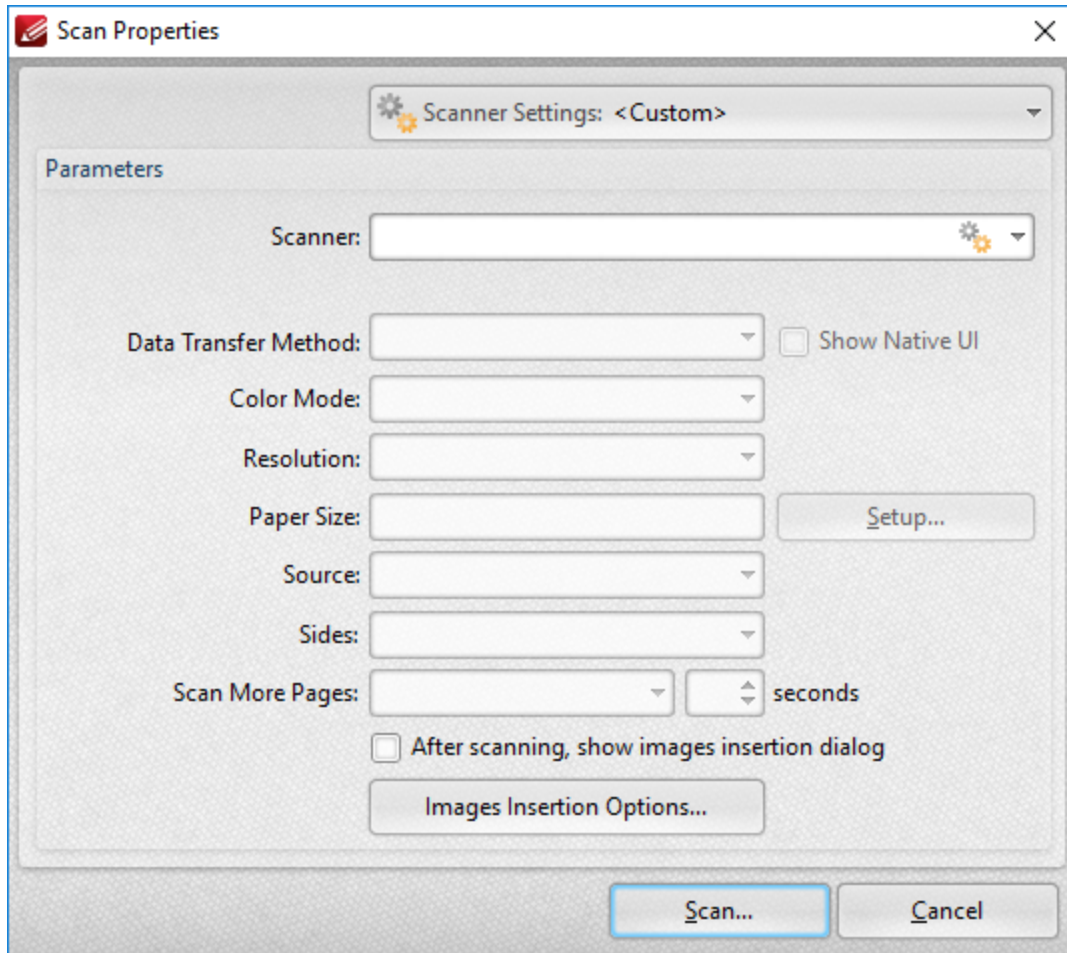 Scan Properties
Scanner Settings: <Custom>
Parameters
Scanner:
Data Transfer Method:
Show Native UI
Color Mode:
Resolution:
Paper Size:
Setup...
Source:
Sides:
Scan More Pages:
seconds
After scanning, show images insertion dialog
Images Insertion Options...
Scan...
Cancel